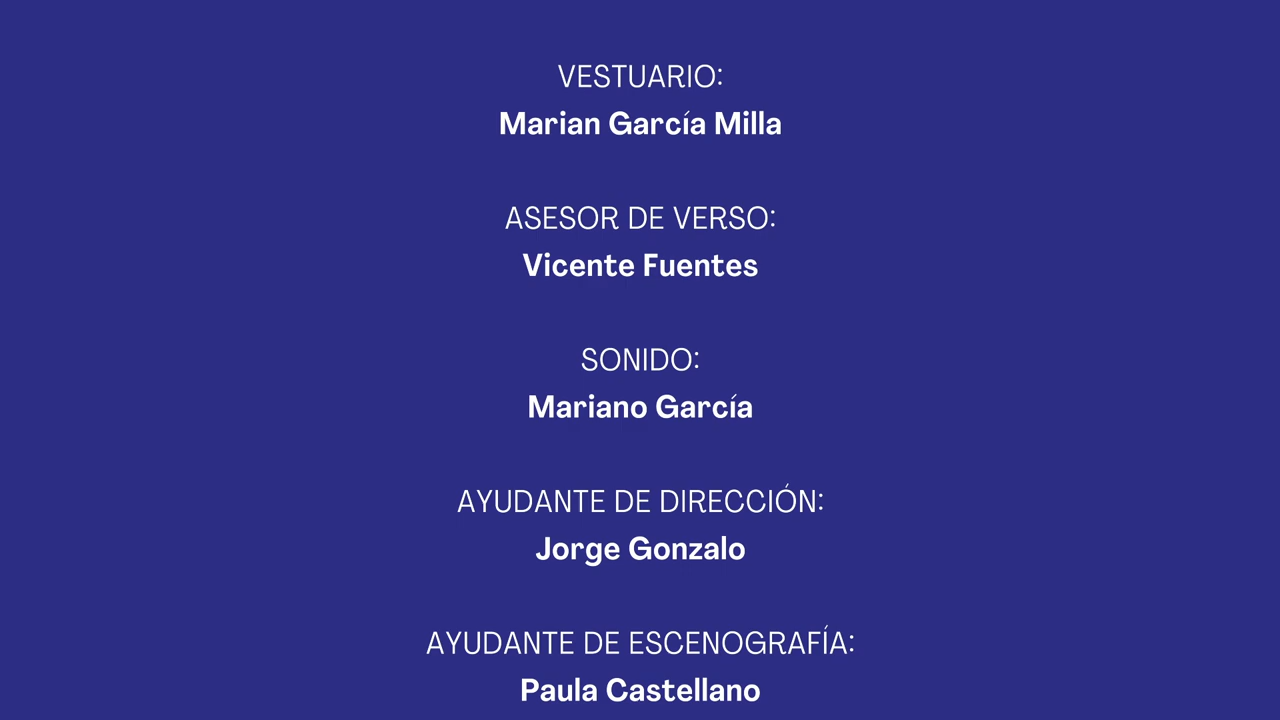 VESTUARIO:
Marian García Milla
ASESOR DE VERSO:
Vicente Fuentes
SONIDO:
Mariano García
AYUDANTE DE DIRECCIÓN:
Jorge Gonzalo
AYUDANTE DE ESCENOGRAFÍA:
Paula Castellano